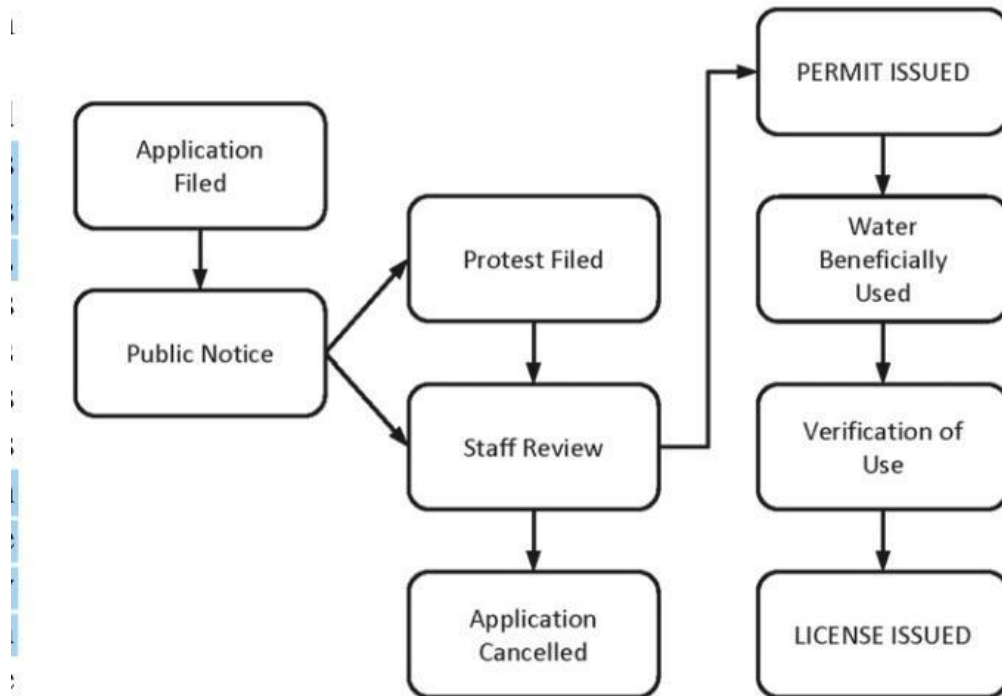 Application
Filed
Public Notice
Protest Filed
Staff Review
Application
Cancelled
PERMIT ISSUED
Water
Beneficially
Used
Verification of
Use
LICENSE ISSUED